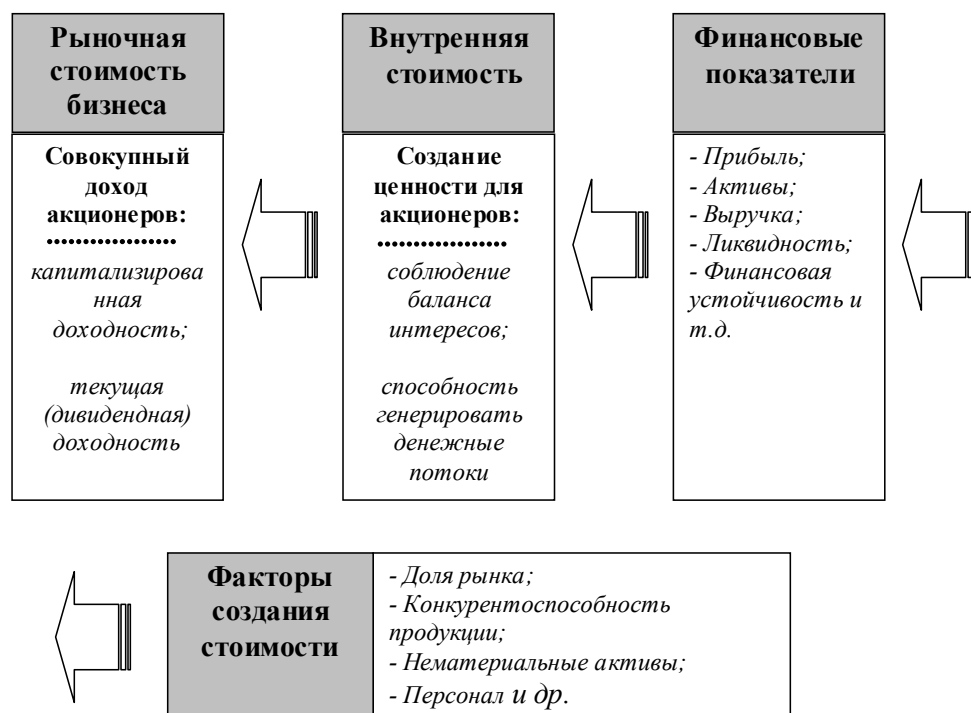 Рыночная
стоимость
бизнеса
Совокупный
доход
акционеров:
..................
капитализирова
нная
доходность;
текущая
(дивидендная)
доходность
Внутренняя
стоимость
Создание
ценности для
акционеров:
...................
соблюдение
баланса
интересов;
способность
генерировать
денежные
потоки
Финансовые
показатели
- Прибыль;
- Активы;
- Выручка;
- Ликвидность;
- Финансовая
устойчивость и
т.д.
Факторы
создания
стоимости
- Доля рынка;
- Конкурентоспособность
продукции;
- Нематериальные активы;
- Персонал и др.